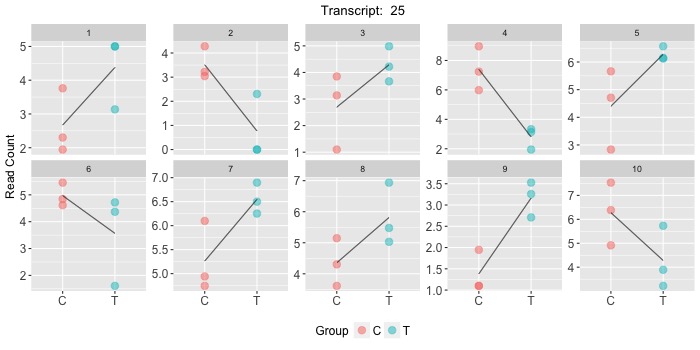 Transcript: 25
1 2 3 4 5
5 4 3 2
4 3 2 1 0
5 4 3 2 1
8 6 4 2
6 5 4 3
Read Count
6 7 8 9 10
5 4 3 2
7.0 6.5 6.0 5.5 5.0
7 6 5 4
3.5 3.0 2.5 2.0 1.5 1.0
7 6 5 4
C T C T C T C T C T
Group C T